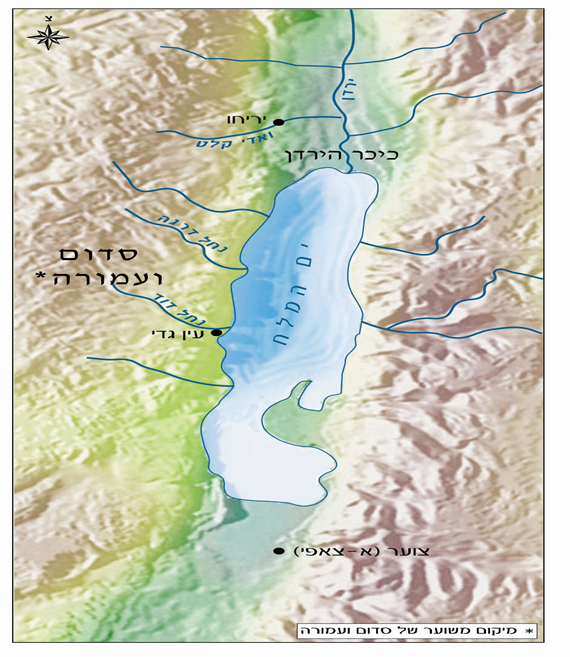 צ
ירדן
יריחו
ואדי קלט
כיכר הירדן
נחל דרגה
סדום
ועמורה*
ים המלח
נחל דוד
עין גדי
צוער (א-צאפי)
* מיקום משוער של סדום ועמורה